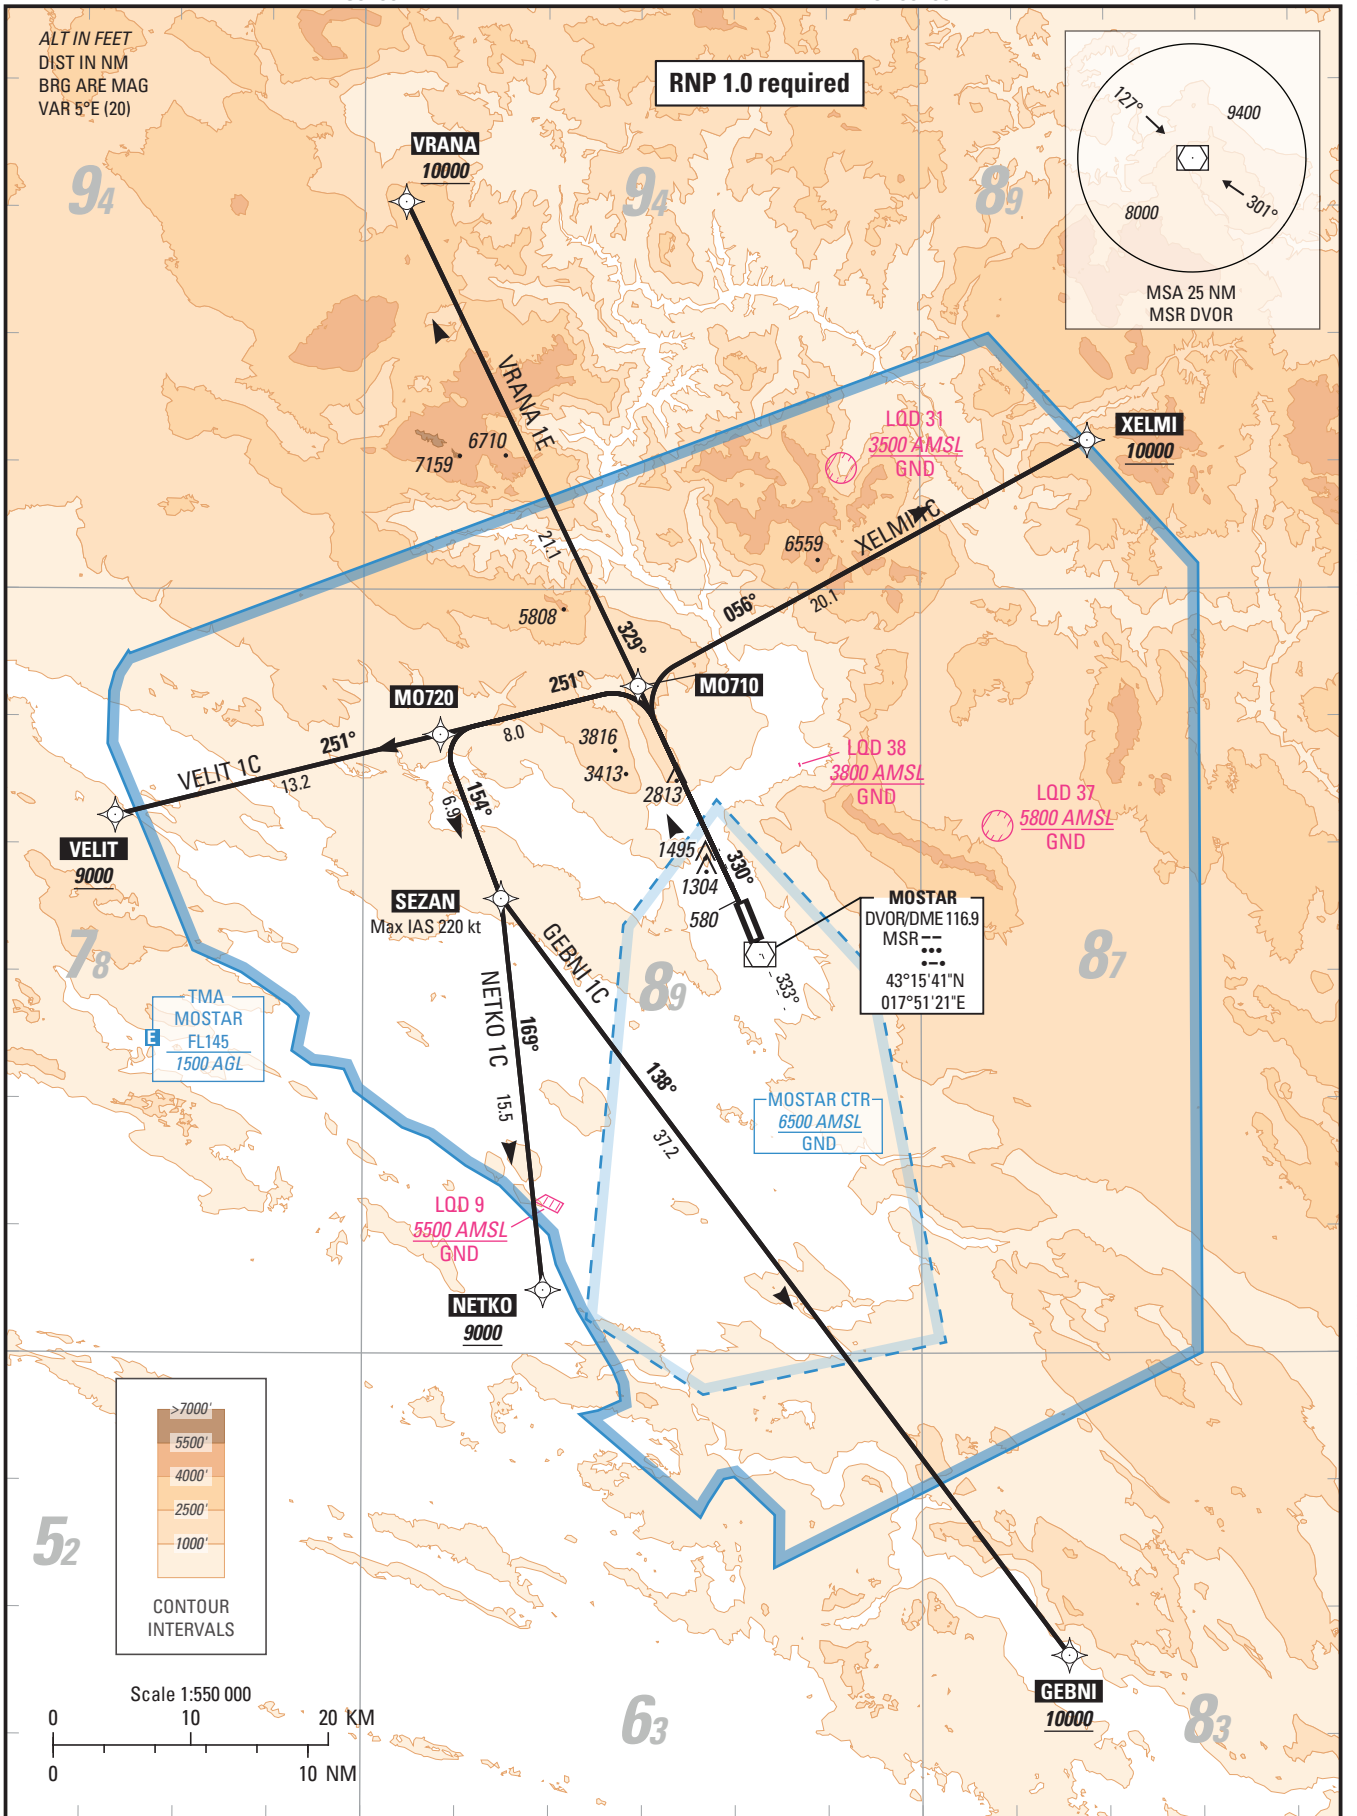 ALT IN FEET
DIST IN NM
BRG ARE MAG
VAR 5°E (20)
RNP 1.0 required
127°
9400
8000
301°
MSA 25 NM
MSR DVOR
VRANA
10000
94
94
89
VRANA 1E
6710
7159
21.1
LQD 31
3500 AMSL
GND
XELMI
10000
XELMI 1C
6559
056°
20.1
5808
329°
MO710
251°
MO720
8.0
251°
VELIT 1C
13.2
3816
3413
2813
LQD 38
3800 AMSL
GND
LQD 37
5800 AMSL
GND
154°
6.9
VELIT
9000
1495
1304
330°
580
SEZAN
Max IAS 220 kt
MOSTAR
DVOR/DME 116.9
MSR
43°15'41"N
017°51'21"E
333°
78
89
87
GEBNI 1C
NETKO 1C
169°
15.5
138°
37.2
TMA
MOSTAR
E
FL145
1500 AGL
MOSTAR CTR
6500 AMSL
GND
LQD 9
5500 AMSL
GND
NETKO
9000
>7000'
5500'
4000'
2500'
1000'
CONTOUR
INTERVALS
52
63
83
GEBNI
10000
Scale 1:550 000
0 10 20 KM
0 10 NM